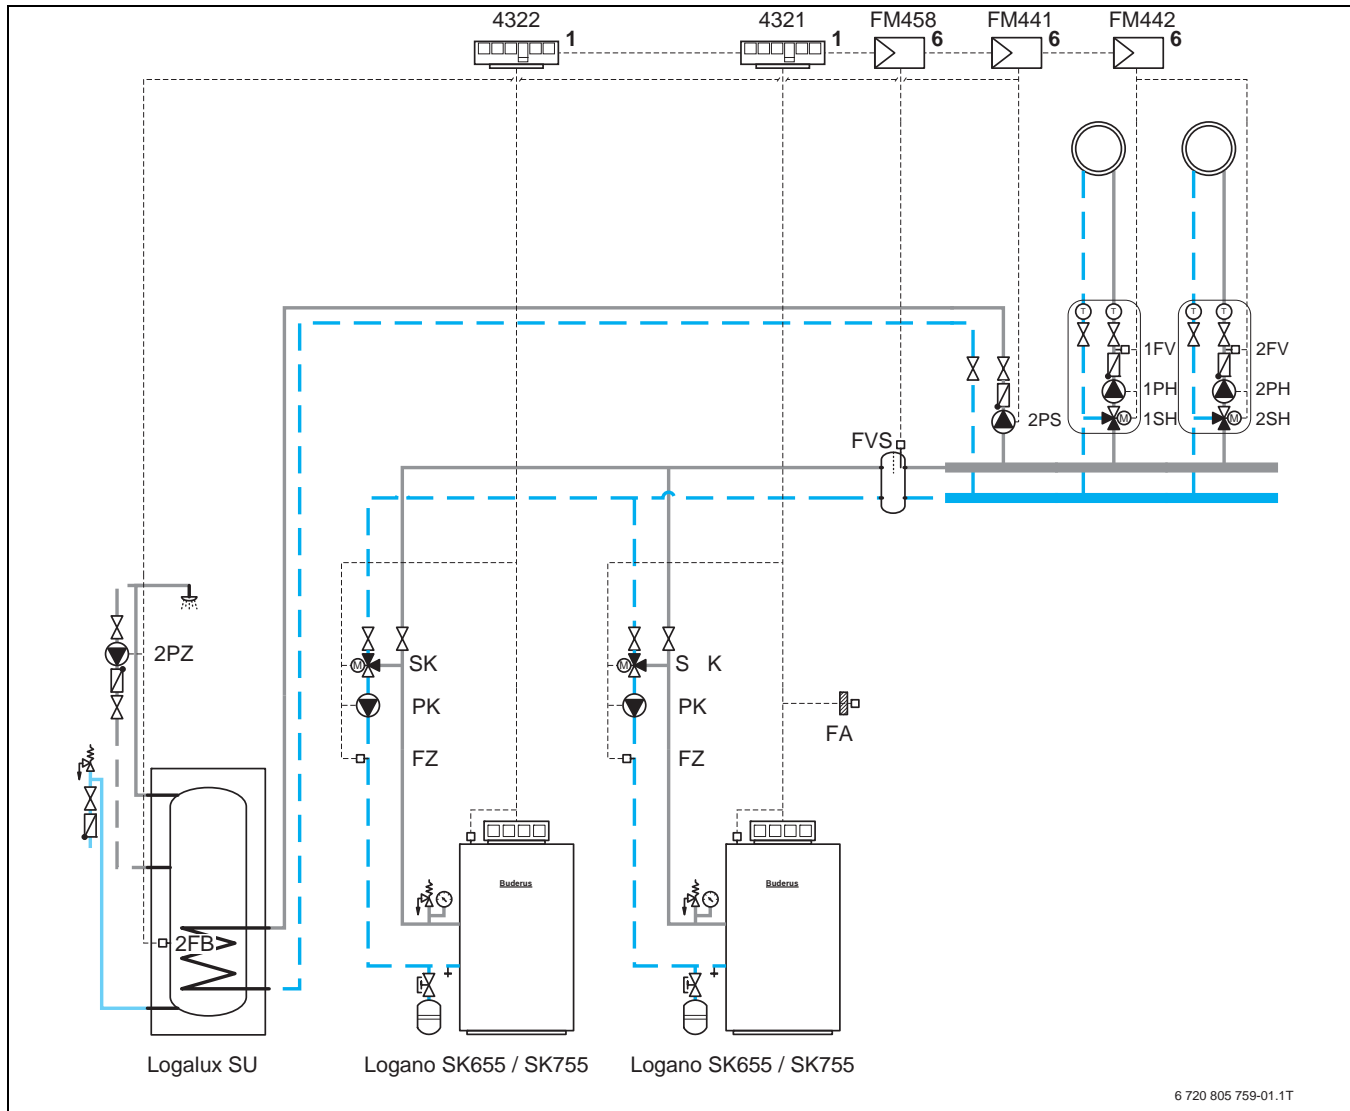 4322
4321
FM458
FM441
FM442
1
1
6
6
6
T
T
T
T
1FV
2FV
1PH
2PH
M
1SH
M
2SH
2PS
FVS
2PZ
M
SK
M
S K
PK
PK
FA
FZ
FZ
Buderus
Buderus
2FB
Logalux SU
Logano SK655 / SK755
Logano SK655 / SK755
6 720 805 759-01.1T